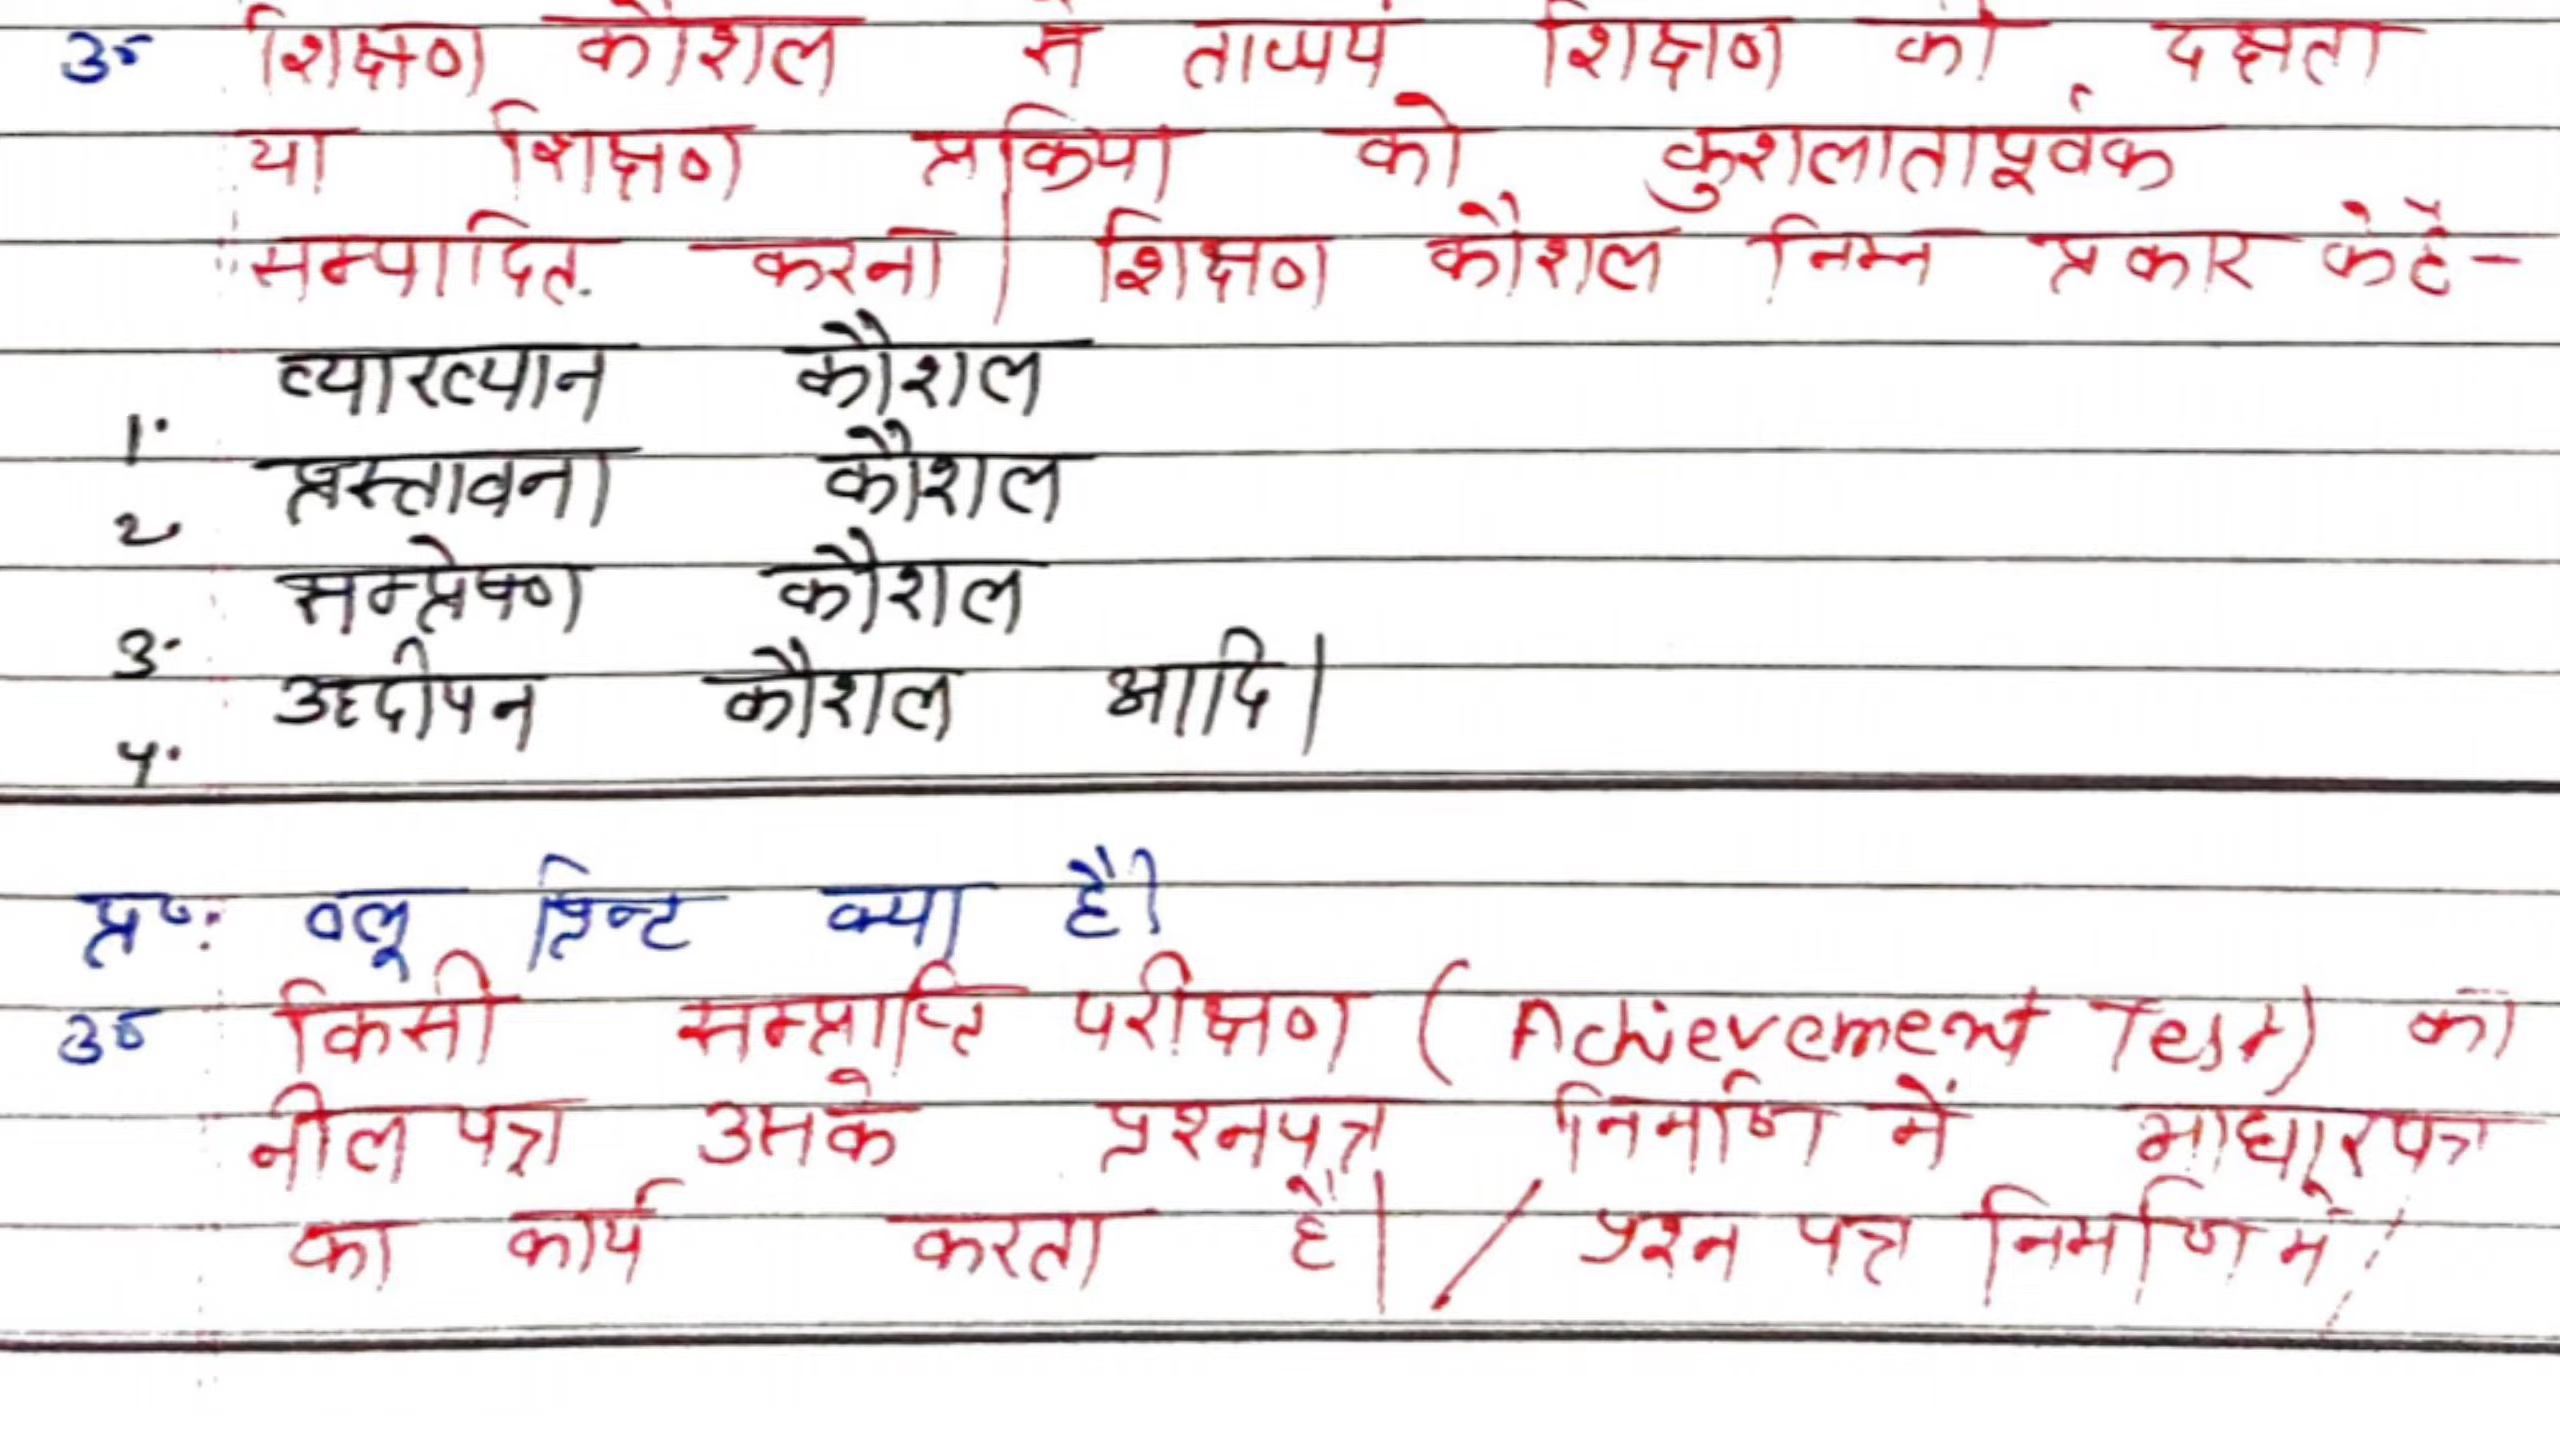 उ॰ शिक्षण कौशल से तात्पर्य शिक्षण की दक्षता
या शिक्षण प्रक्रिया को कुशलातापूर्वक
सम्पादित करना। शिक्षण कौशल निम्न प्रकार के है-
व्याख्यान कौशल
1.
प्रस्तावना कौशल
2.
सम्प्रेषण कौशल
3.
उद्दीपन कौशल आदि।
4.
प्र॰: ब्लू प्रिन्ट क्या है।
उ॰ किसी सम्प्राप्ति परीक्षण (Achievement Test) का
नील पत्र उसके प्रश्नपत्र निर्माण में आधारपत्र
का कार्य करता है। / प्रश्न पत्र निर्माण में /